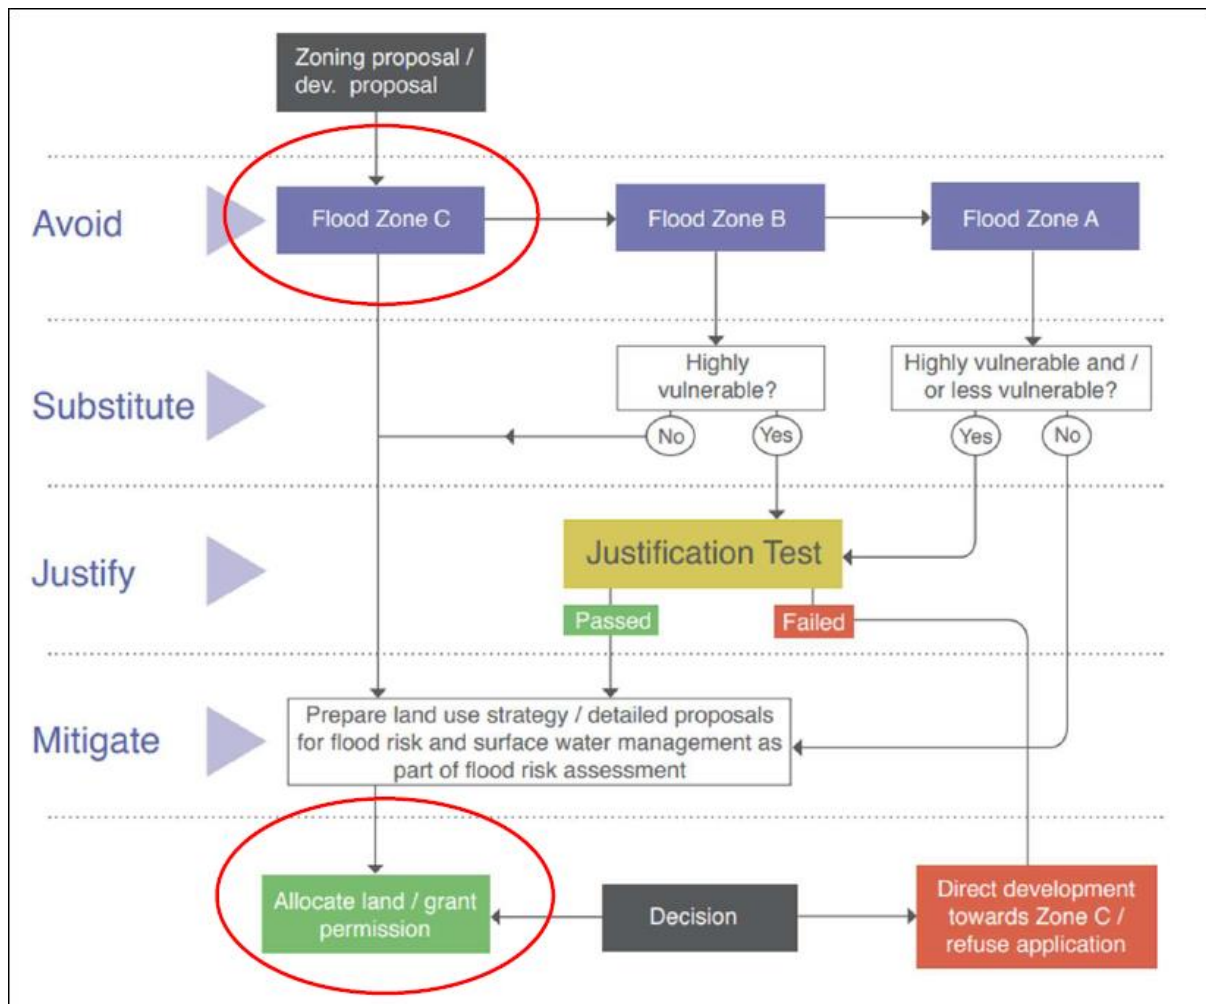 Zoning proposal /
dev. proposal
Avoid
Flood Zone C
Flood Zone B
Flood Zone A
Substitute
Highly
vulnerable?
Highly vulnerable and /
or less vulnerable?
No
Yes
Yes
No
Justify
Justification Test
Passed
Failed
Mitigate
Prepare land use strategy / detailed proposals
for flood risk and surface water management as
part of flood risk assessment
Allocate land / grant
permission
Decision
Direct development
towards Zone C /
refuse application